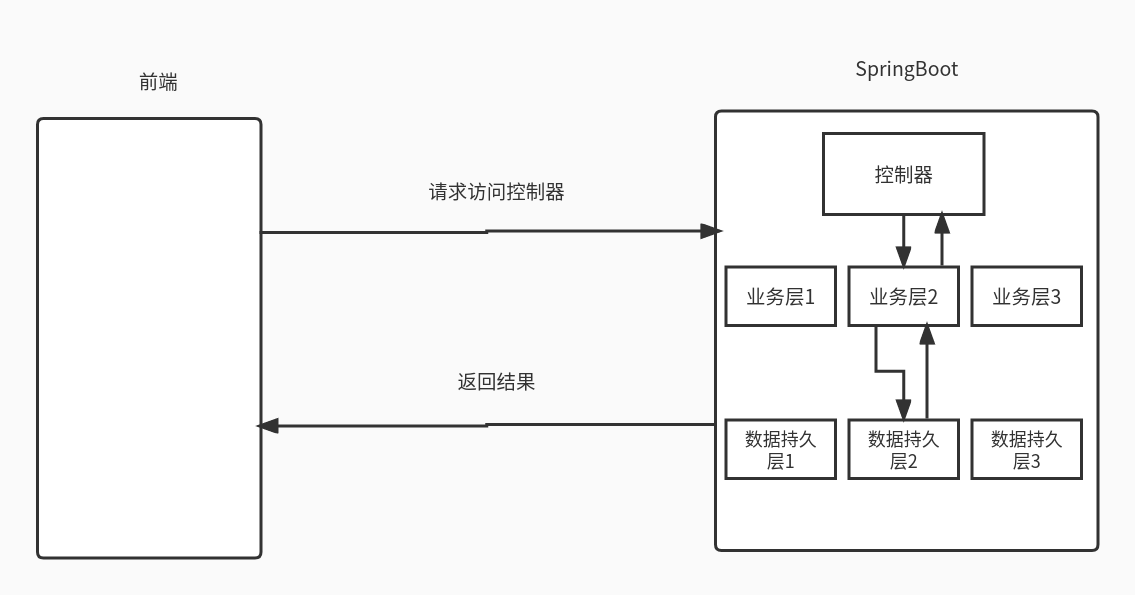 前端
SpringBoot
请求访问控制器
控制器
业务层1
业务层2
业务层3
返回结果
数据持久
层1
数据持久
层2
数据持久
层3